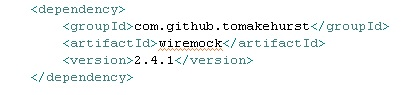 <dependency>
<groupId>com.github.tomakehurst</groupId>
<artifactId>wiremock</artifactId>
<version>2.4.1</version>
</dependency>